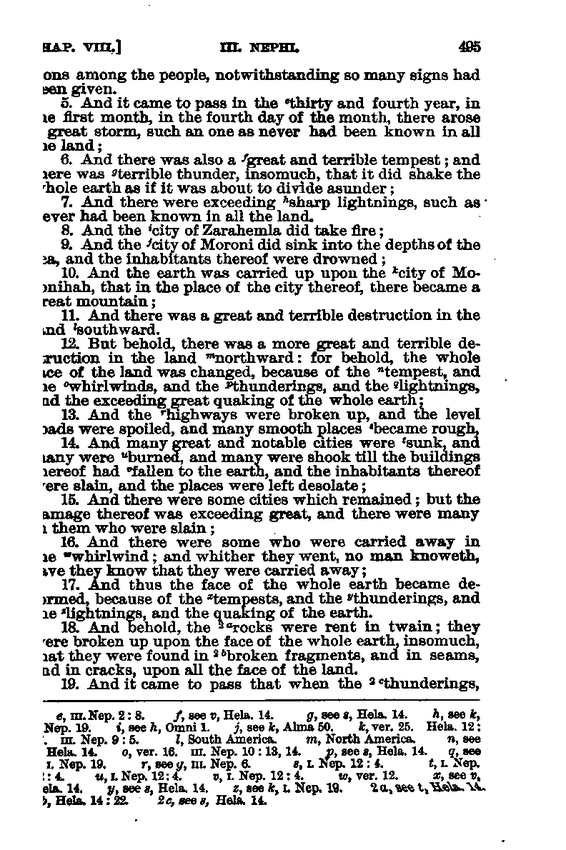 HAP. VIII.] III. NEPHI. 495
ons among the people, notwithstanding so many signs had
een given.
5. And it came to pass in the ᵉthirty and fourth year, in
ie first month, in the fourth day of the month, there arose
great storm, such an one as never had been known in all
ie land;
6. And there was also a ᶠgreat and terrible tempest; and
iere was ᵍterrible thunder, insomuch, that it did shake the
'hole earth as if it was about to divide asunder;
7. And there were exceeding ʰsharp lightnings, such as
ever had been known in all the land.
8. And the ⁱcity of Zarahemla did take fire;
9. And the ʲcity of Moroni did sink into the depths of the
ea, and the inhabitants thereof were drowned;
10. And the earth was carried up upon the ᵏcity of Mo-
onihah, that in the place of the city thereof, there became a
reat mountain;
11. And there was a great and terrible destruction in the
and ˡsouthward.
12. But behold, there was a more great and terrible de-
truction in the land ᵐnorthward: for behold, the whole
ace of the land was changed, because of the ⁿtempest, and
ie ᵒwhirlwinds, and the ᵖthunderings, and the ᑫlightnings,
nd the exceeding great quaking of the whole earth;
13. And the ʳhighways were broken up, and the level
oads were spoiled, and many smooth places ˢbecame rough,
14. And many great and notable cities were ᵗsunk, and
iany were ᵘburned, and many were shook till the buildings
iereof had ᵛfallen to the earth, and the inhabitants thereof
'ere slain, and the places were left desolate;
15. And there were some cities which remained; but the
amage thereof was exceeding great, and there were many
ı them who were slain;
16. And there were some who were carried away in
ie ʷwhirlwind; and whither they went, no man knoweth,
ave they know that they were carried away;
17. And thus the face of the whole earth became de-
ormed, because of the ˣtempests, and the ʸthunderings, and
ie ᶻlightnings, and the quaking of the earth.
18. And behold, the ²ᵃrocks were rent in twain; they
'ere broken up upon the face of the whole earth, insomuch,
iat they were found in ²ᵇbroken fragments, and in seams,
nd in cracks, upon all the face of the land.
19. And it came to pass that when the ²ᶜthunderings,
e, III. Nep. 2:8. f, see v, Hela. 14. g, see s, Hela. 14. h, see k,
Nep. 19. i, see h, Omni 1. j, see k, Alma 50. k, ver. 25. Hela. 12:
. III. Nep. 9:5. l, South America. m, North America. n, see
Hela. 14. o, ver. 16. III. Nep. 10:13, 14. p, see s, Hela. 14. q, see
I. Nep. 19. r, see y, III. Nep. 6. s, I. Nep. 12:4. t, I. Nep.
:4. u, I. Nep. 12:4. v, I. Nep. 12:4. w, ver. 12. x, see v,
ela. 14. y, see s, Hela. 14. z, see k, I. Nep. 19. 2a, see t, Hela. 14.
b, Hela. 14:22. 2c, see s, Hela. 14.